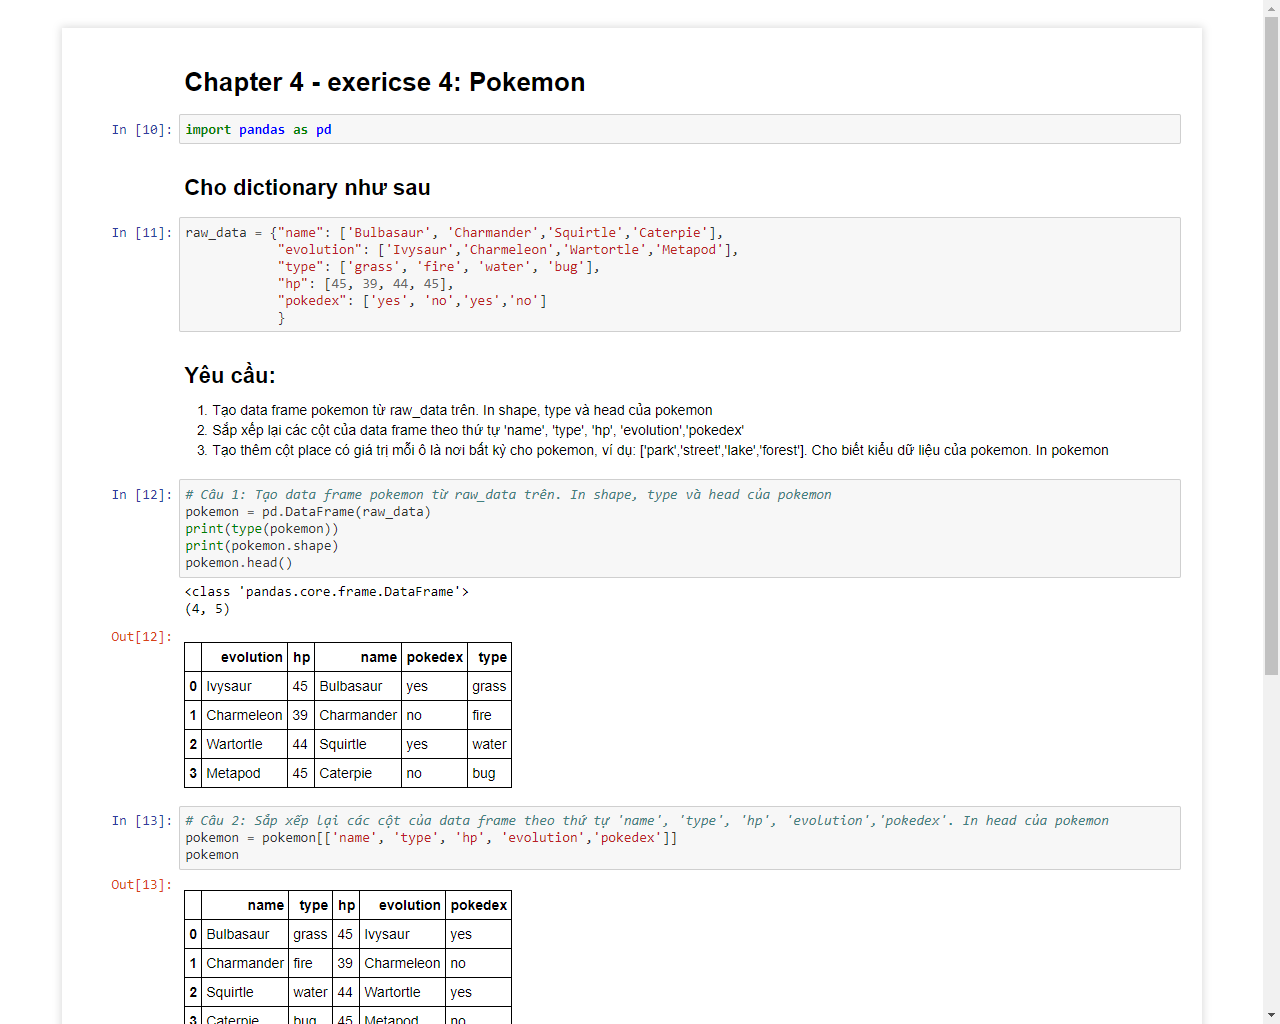 Chapter 4 - exericse 4: Pokemon
In [10]: import pandas as pd
Cho dictionary như sau
In [11]: raw_data = {"name": ['Bulbasaur', 'Charmander','Squirtle','Caterpie'],
"evolution": ['Ivysaur','Charmeleon','Wartortle','Metapod'],
"type": ['grass', 'fire', 'water', 'bug'],
"hp": [45, 39, 44, 45],
"pokedex": ['yes', 'no','yes','no']
}
Yêu cầu:
1. Tạo data frame pokemon từ raw_data trên. In shape, type và head của pokemon
2. Sắp xếp lại các cột của data frame theo thứ tự 'name', 'type', 'hp', 'evolution','pokedex'
3. Tạo thêm cột place có giá trị mỗi ô là nơi bất kỳ cho pokemon, ví dụ: ['park','street','lake','forest']. Cho biết kiểu dữ liệu của pokemon. In pokemon
In [12]: # Câu 1: Tạo data frame pokemon từ raw_data trên. In shape, type và head của pokemon
pokemon = pd.DataFrame(raw_data)
print(type(pokemon))
print(pokemon.shape)
pokemon.head()
<class 'pandas.core.frame.DataFrame'>
(4, 5)
Out[12]:
evolution hp name pokedex type
0 Ivysaur 45 Bulbasaur yes grass
1 Charmeleon 39 Charmander no fire
2 Wartortle 44 Squirtle yes water
3 Metapod 45 Caterpie no bug
In [13]: # Câu 2: Sắp xếp lại các cột của data frame theo thứ tự 'name', 'type', 'hp', 'evolution','pokedex'. In head của pokemon
pokemon = pokemon[['name', 'type', 'hp', 'evolution','pokedex']]
pokemon
Out[13]:
name type hp evolution pokedex
0 Bulbasaur grass 45 Ivysaur yes
1 Charmander fire 39 Charmeleon no
2 Squirtle water 44 Wartortle yes
3 Caterpie bug 45 Metapod no